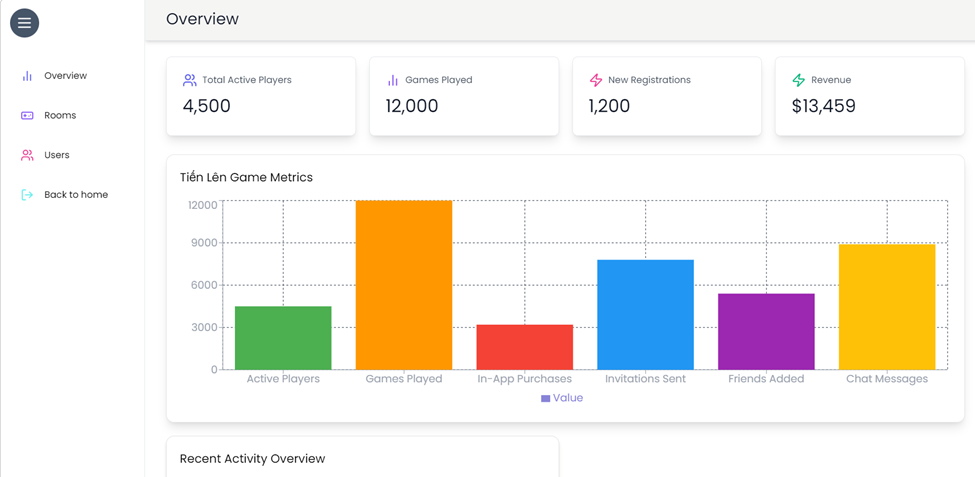 Overview
Overview
Rooms
Users
Back to home
Total Active Players
4,500
Games Played
12,000
New Registrations
1,200
Revenue
$13,459
Tiến Lên Game Metrics
12000
9000
6000
3000
0
Active Players
Games Played
In-App Purchases
Invitations Sent
Friends Added
Chat Messages
Value
Recent Activity Overview